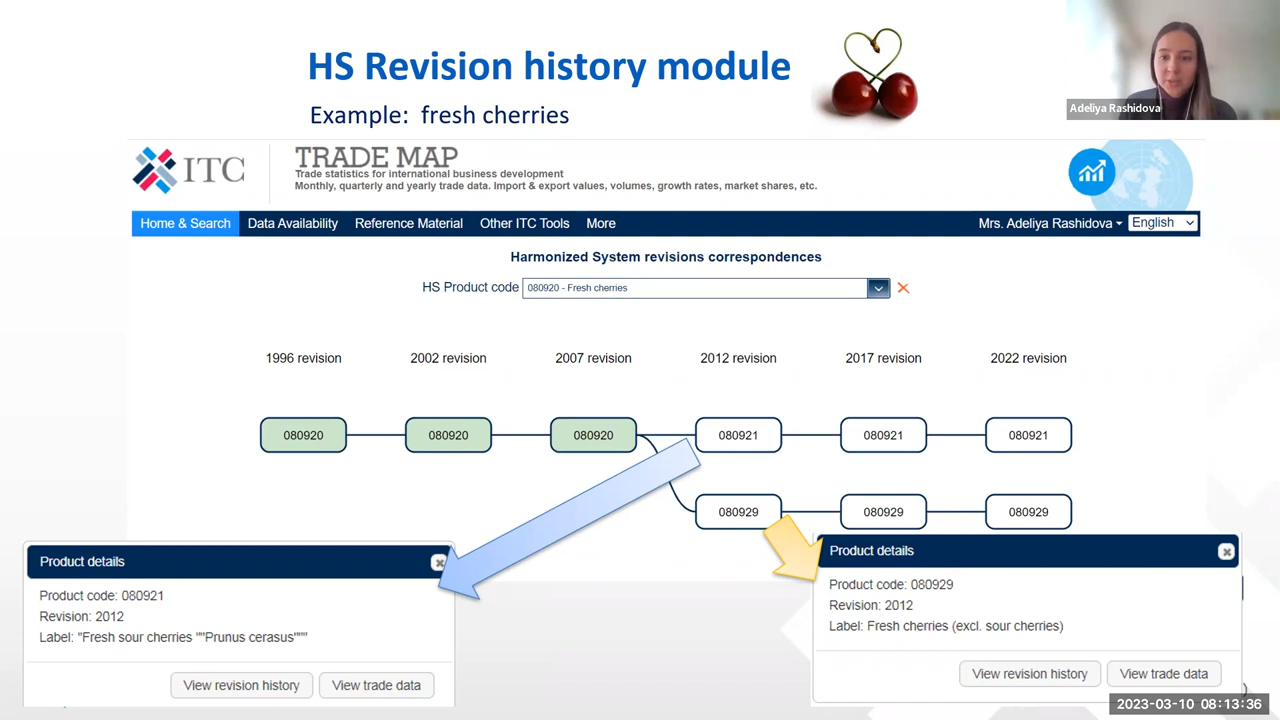 HS Revision history module
Example: fresh cherries
Adeliya Rashidova
ITC
TRADE MAP
Trade statistics for international business development
Monthly, quarterly and yearly trade data. Import & export values, volumes, growth rates, market shares, etc.
Home & Search Data Availability Reference Material Other ITC Tools More Mrs. Adeliya Rashidova English
Harmonized System revisions correspondences
HS Product code 080920 - Fresh cherries
1996 revision 2002 revision 2007 revision 2012 revision 2017 revision 2022 revision
080920 080920 080920 080921 080921 080921
080929 080929 080929
Product details
Product code: 080921
Revision: 2012
Label: "Fresh sour cherries ""Prunus cerasus"""
View revision history View trade data
Product details
Product code: 080929
Revision: 2012
Label: Fresh cherries (excl. sour cherries)
View revision history View trade data
2023-03-10 08:13:36